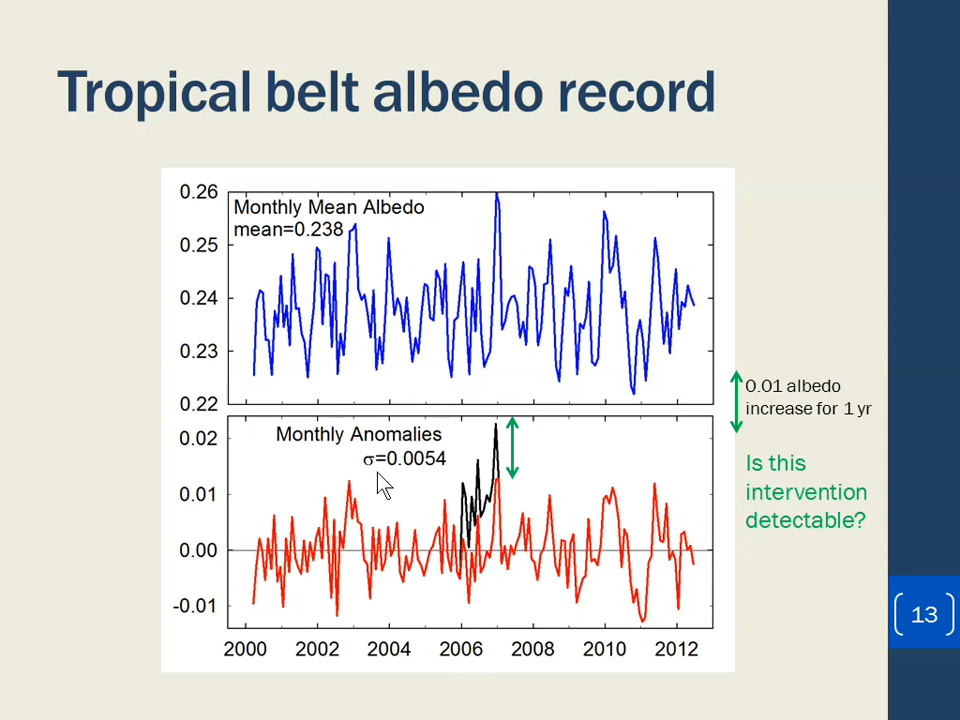 Tropical belt albedo record
0.26
Monthly Mean Albedo
mean=0.238
0.25
0.24
0.23
0.22
0.01 albedo
increase for 1 yr
0.02
Monthly Anomalies
σ=0.0054
Is this
intervention
detectable?
0.01
0.00
-0.01
2000 2002 2004 2006 2008 2010 2012
13